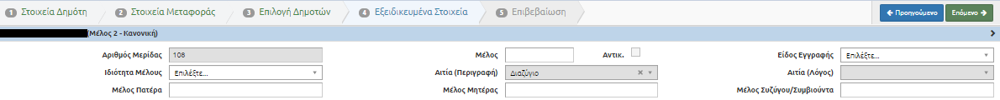 1 Στοιχεία Δημότη 2 Στοιχεία Μεταφοράς 3 Επιλογή Δημοτών 4 Εξειδικευμένα Στοιχεία 5 Επιβεβαίωση Προηγούμενο Επόμενο
(Μέλος 2 - Κανονική)
Αριθμός Μερίδας 108 Μέλος Αντικ. Είδος Εγγραφής Επιλέξτε...
Ιδιότητα Μέλους Επιλέξτε... Αιτία (Περιγραφή) Διαζύγιο Αιτία (Λόγος)
Μέλος Πατέρα Μέλος Μητέρας Μέλος Συζύγου/Συμβιούντα